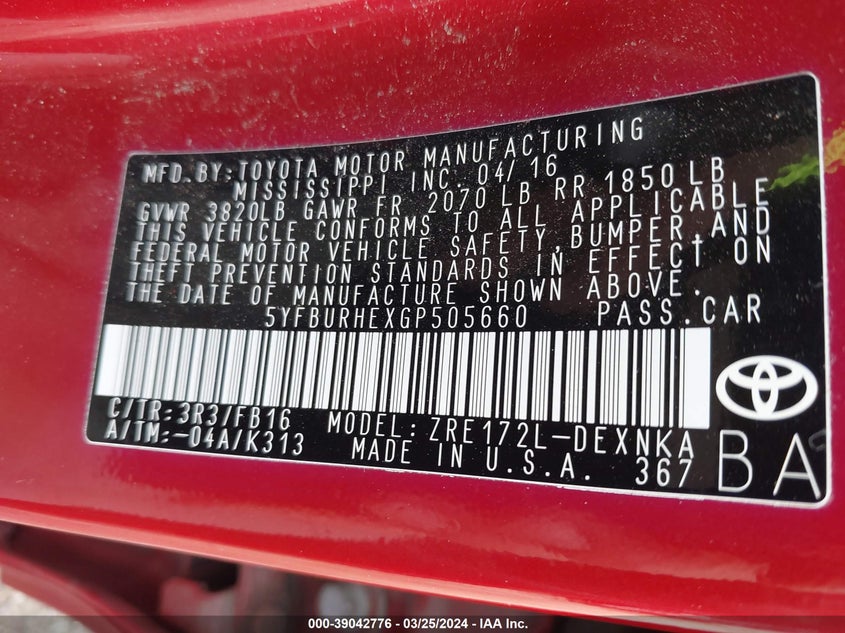 MFD.BY:TOYOTA MOTOR MANUFACTURING
MISSISSIPPI INC. 04/16
GVWR 3820LB GAWR FR 2070 LB RR 1850 LB
THIS VEHICLE CONFORMS TO ALL APPLICABLE
FEDERAL MOTOR VEHICLE SAFETY,BUMPER,AND
THEFT PREVENTION STANDARDS IN EFFECT ON
THE DATE OF MANUFACTURE SHOWN ABOVE.
5YFBURHEXGP505660 PASS.CAR
C/TR:3R3/FB16 MODEL:ZRE172L-DEXNKA
A/TM:-04A/K313 MADE IN U.S.A. 367
BA
000-39042776 - 03/25/2024 - IAA Inc.